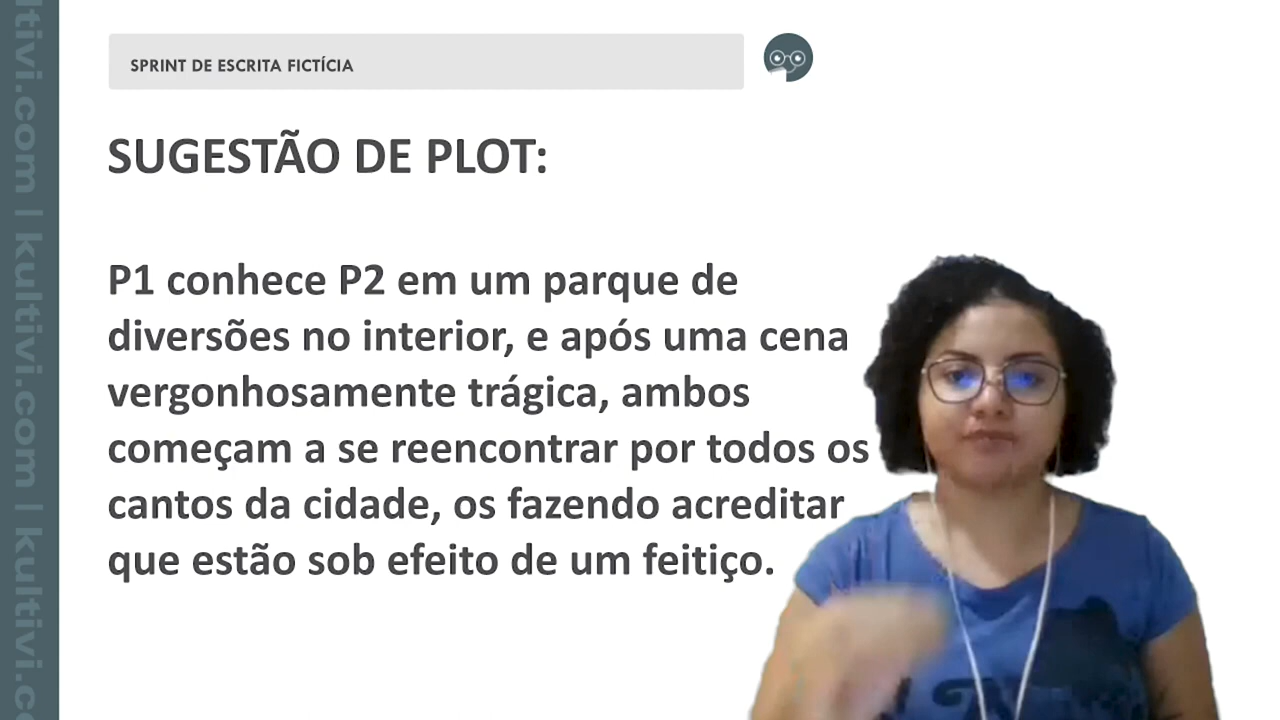 SPRINT DE ESCRITA FICTÍCIA
SUGESTÃO DE PLOT:
P1 conhece P2 em um parque de
diversões no interior, e após uma cena
vergonhosamente trágica, ambos
começam a se reencontrar por todos os
cantos da cidade, os fazendo acreditar
que estão sob efeito de um feitiço.
ltivi.com | kultivi.com | kultivi.c